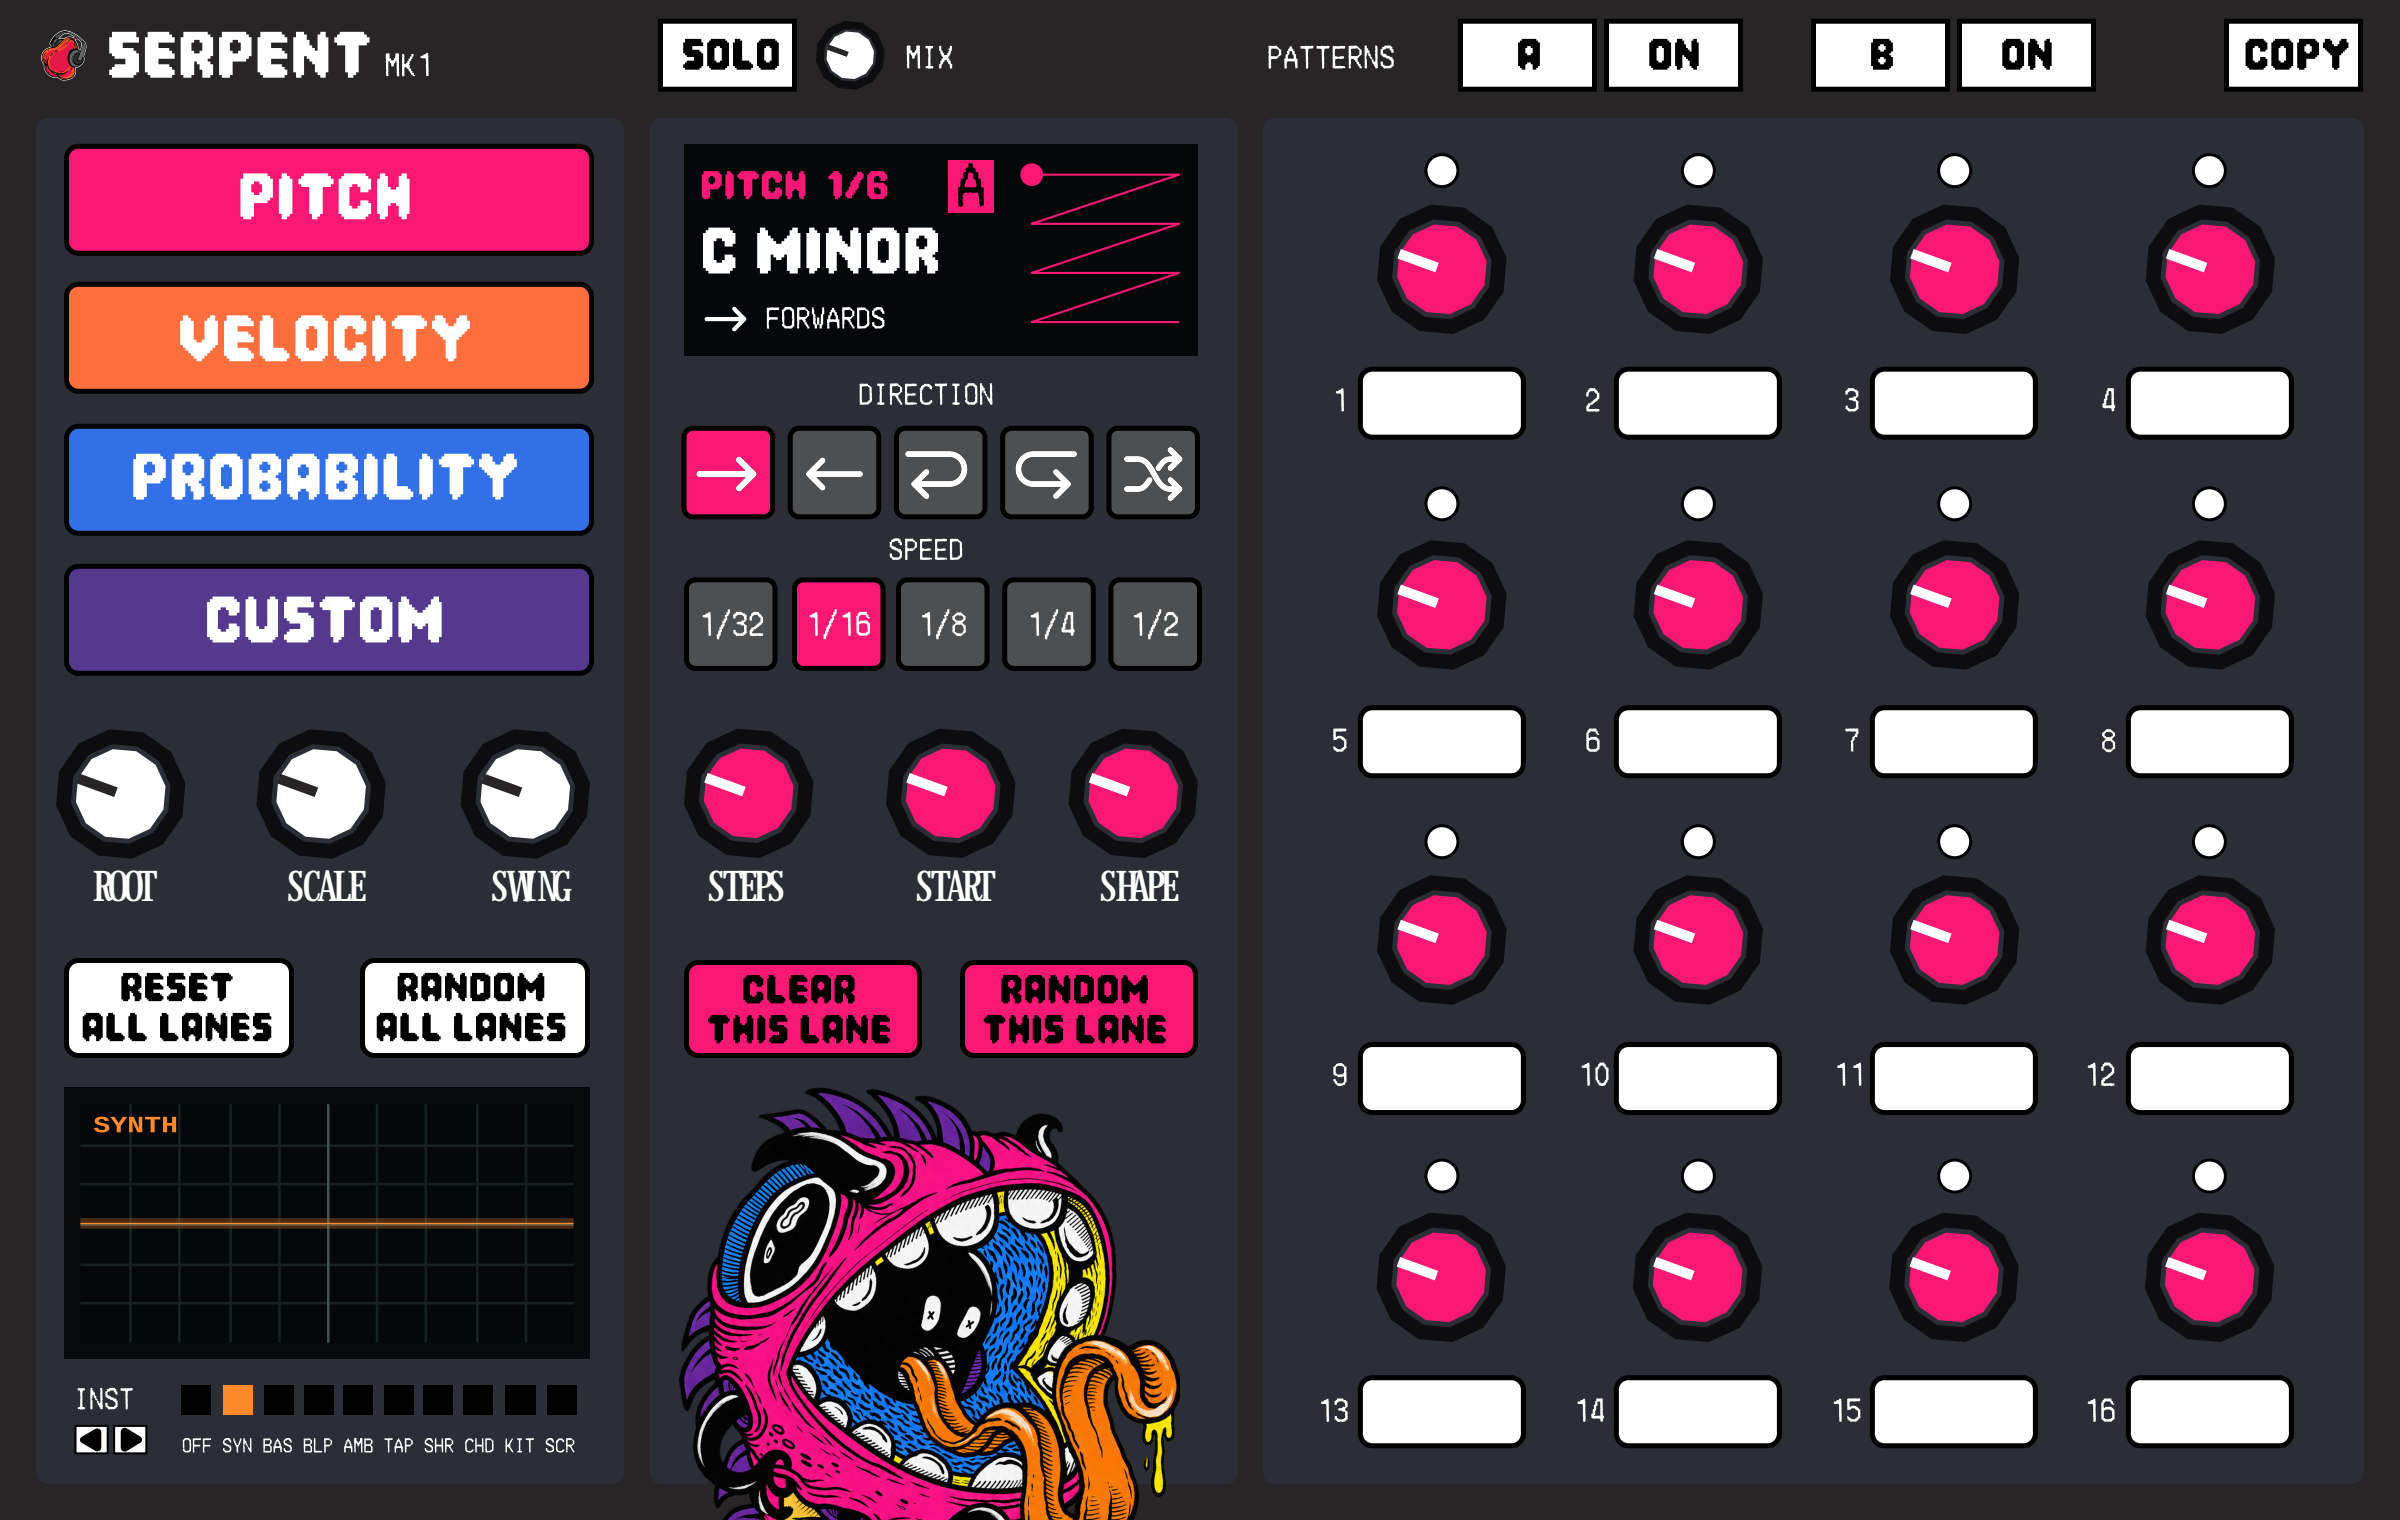 SERPENT MK1
SOLO MIX
PATTERNS A ON B ON COPY
PITCH
VELOCITY
PROBABILITY
CUSTOM
ROOT SCALE SWING
RESET
ALL LANES
RANDOM
ALL LANES
SYNTH
INST
OFF SYN BAS BLP AMB TAP SHR CHD KIT SCR
PITCH 1/6 A
C MINOR
FORWARDS
DIRECTION
SPEED
1/32 1/16 1/8 1/4 1/2
STEPS START SHAPE
CLEAR
THIS LANE
RANDOM
THIS LANE
1 2 3 4
5 6 7 8
9 10 11 12
13 14 15 16